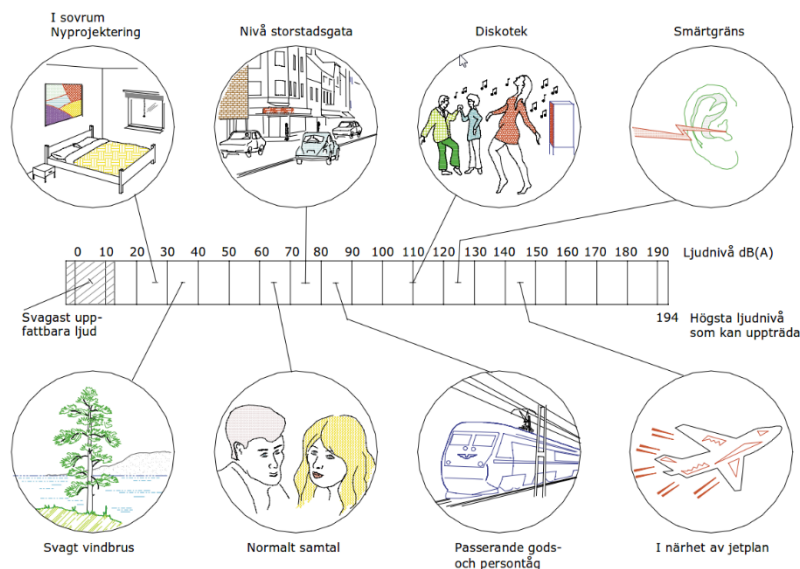 I sovrum
Nyprojektering
Nivå storstadsgata
Diskotek
Smärtgräns
0 10 20 30 40 50 60 70 75 80 90 100 110 120 130 140 150 160 170 180 190 Ljudnivå dB(A)
Svagast upp-
fattbara ljud
194 Högsta ljudnivå
som kan uppträda
Svagt vindbrus
Normalt samtal
Passerande gods-
och persontåg
I närhet av jetplan